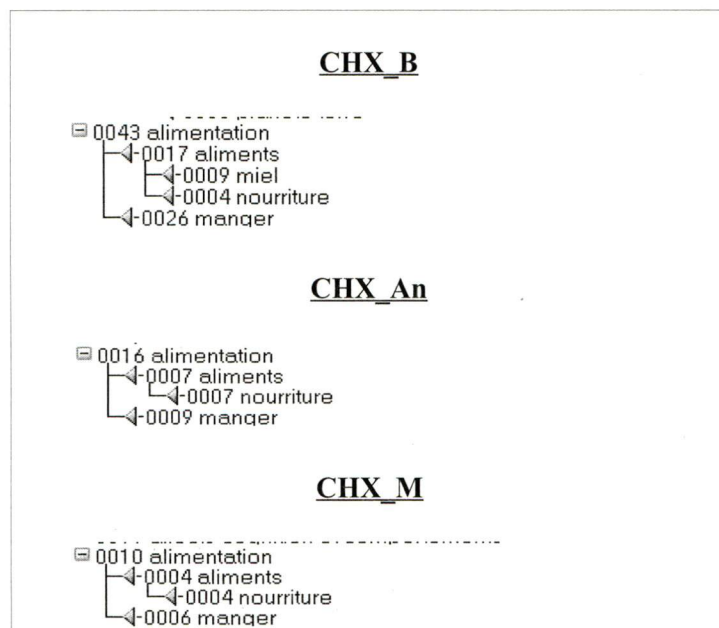 CHX_B
0043 alimentation
0017 aliments
0009 miel
0004 nourriture
0026 manger
CHX_An
0016 alimentation
0007 aliments
0007 nourriture
0009 manger
CHX_M
0010 alimentation
0004 aliments
0004 nourriture
0006 manger